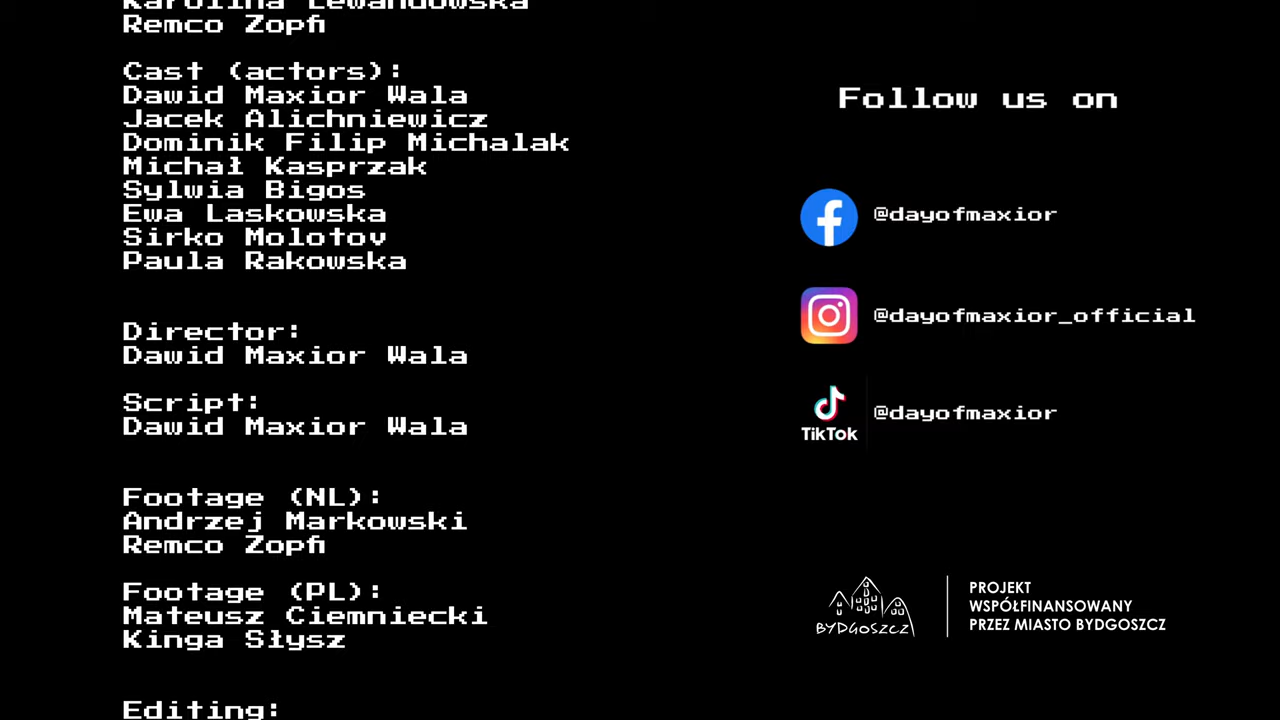 Karolina Lewandowska
Remco Zopfi
Cast (actors):
Dawid Maxior Wala
Jacek Alichniewicz
Dominik Filip Michalak
Michał Kasprzak
Sylwia Bigos
Ewa Laskowska
Sirko Molotov
Paula Rakowska
Director:
Dawid Maxior Wala
Script:
Dawid Maxior Wala
Footage (NL):
Andrzej Markowski
Remco Zopfi
Footage (PL):
Mateusz Ciemniecki
Kinga Słysz
Editing:
Follow us on
@dayofmaxior
@dayofmaxior_official
TikTok
@dayofmaxior
BYDGOSZCZ
PROJEKT
WSPÓŁFINANSOWANY
PRZEZ MIASTO BYDGOSZCZ